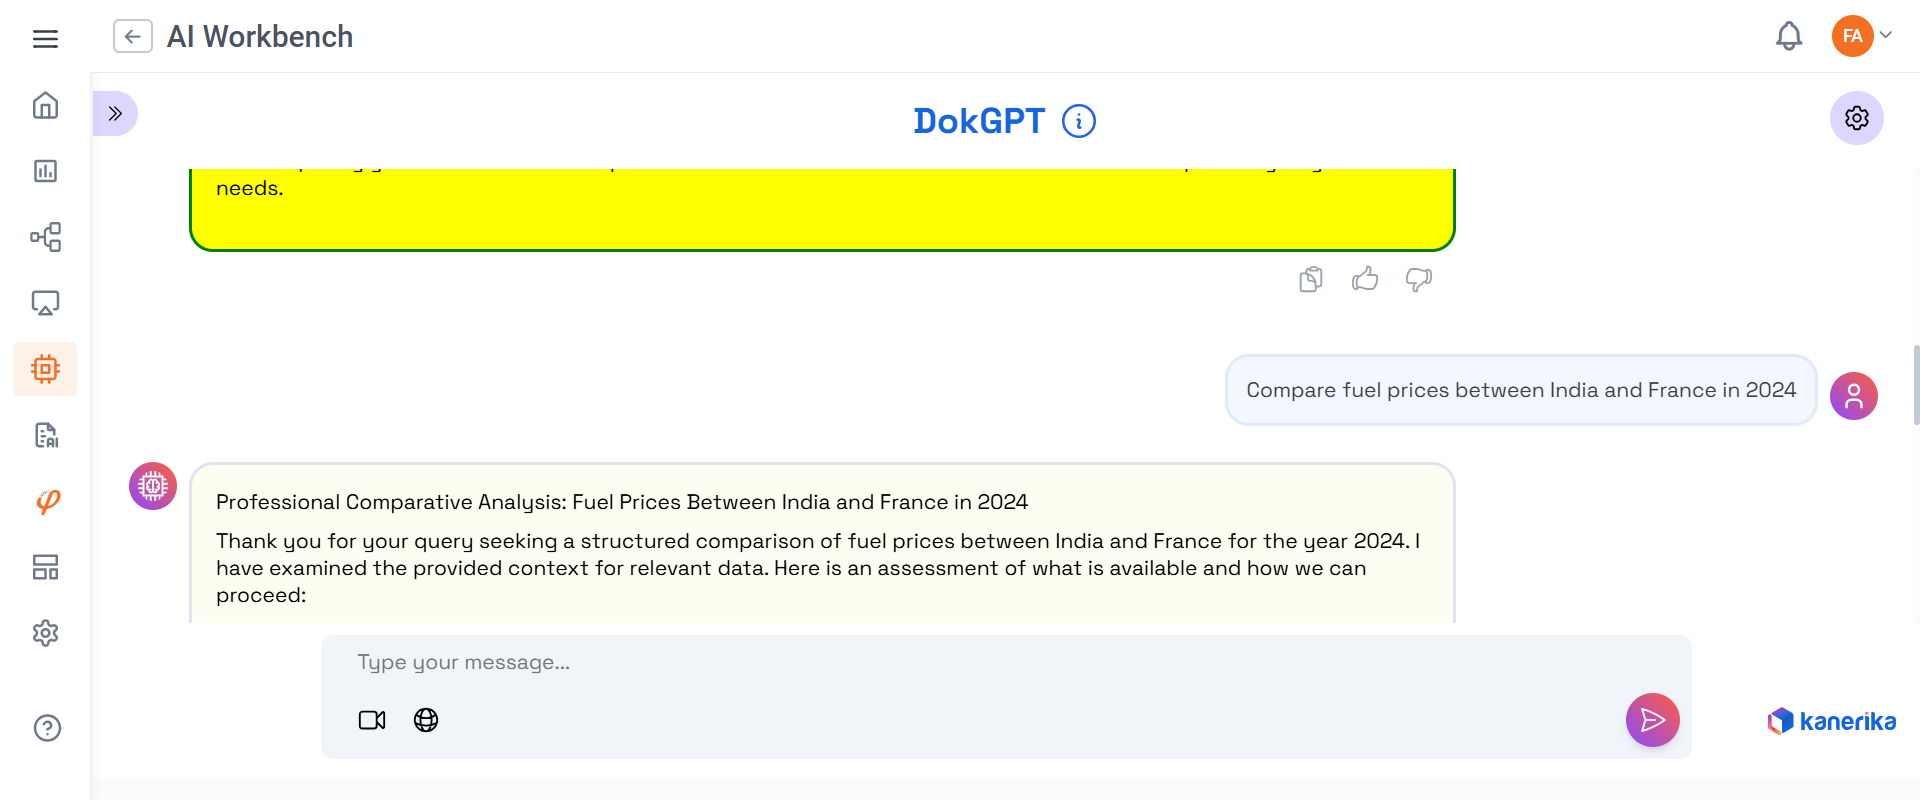 AI Workbench
FA
DokGPT
needs.
Compare fuel prices between India and France in 2024
Professional Comparative Analysis: Fuel Prices Between India and France in 2024
Thank you for your query seeking a structured comparison of fuel prices between India and France for the year 2024. I
have examined the provided context for relevant data. Here is an assessment of what is available and how we can
proceed:
Type your message...
kanerika